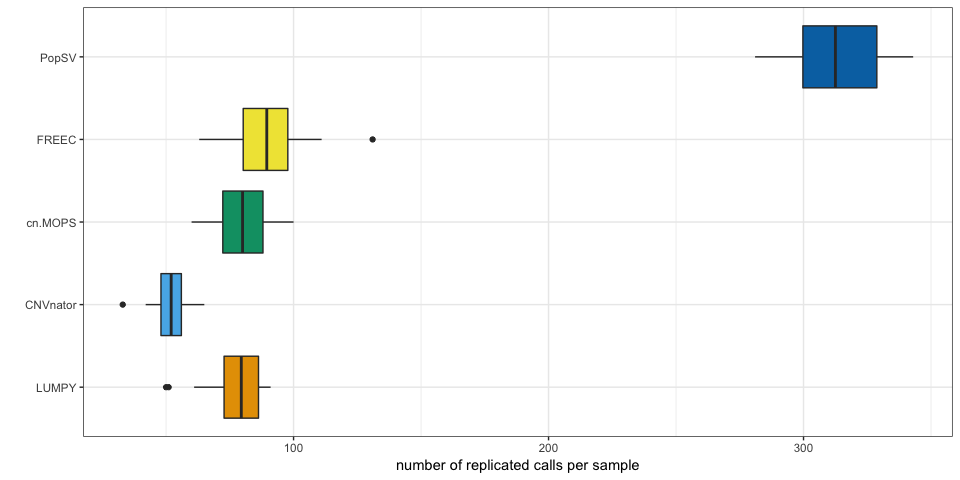 PopSV
FREEC
cn.MOPS
CNVnator
LUMPY
100 200 300
number of replicated calls per sample